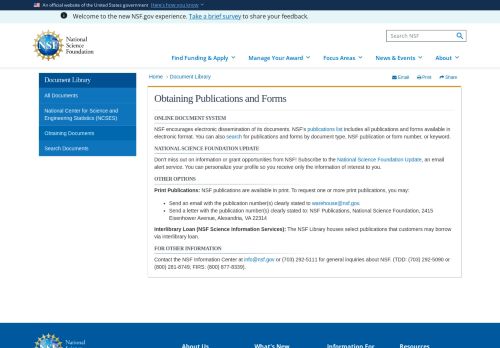 An official website of the United States government Here's how you know
Welcome to the new NSF.gov experience. Take a brief survey to share your feedback.
National
Science
Foundation
Search NSF
Find Funding & Apply
Manage Your Award
Focus Areas
News & Events
About
Document Library
All Documents
National Center for Science and
Engineering Statistics (NCSES)
Obtaining Documents
Search Documents
Home › Document Library
Email Print Share
Obtaining Publications and Forms
ONLINE DOCUMENT SYSTEM
NSF encourages electronic dissemination of its documents. NSF's publications list includes all publications and forms available in
electronic format. You can also search for publications and forms by document type, NSF publication or form number, or keyword.
NATIONAL SCIENCE FOUNDATION UPDATE
Don't miss out on information or grant opportunities from NSF! Subscribe to the National Science Foundation Update, an email
alert service. You can personalize your profile so you receive only the information of interest to you.
OTHER OPTIONS
Print Publications: NSF publications are available in print. To request one or more print publications, you may:
• Send an email with the publication number(s) clearly stated to warehouse@nsf.gov.
• Send a letter with the publication number(s) clearly stated to: NSF Publications, National Science Foundation, 2415
Eisenhower Avenue, Alexandria, VA 22314
Interlibrary Loan (NSF Science Information Services): The NSF Library houses select publications that customers may borrow
via interlibrary loan.
FOR OTHER INFORMATION
Contact the NSF Information Center at info@nsf.gov or (703) 292-5111 for general inquiries about NSF. (TDD: (703) 292-5090 or
(800) 281-8749, FIRS: (800) 877-8339).
National
About Us
What's New
Information For
Resources